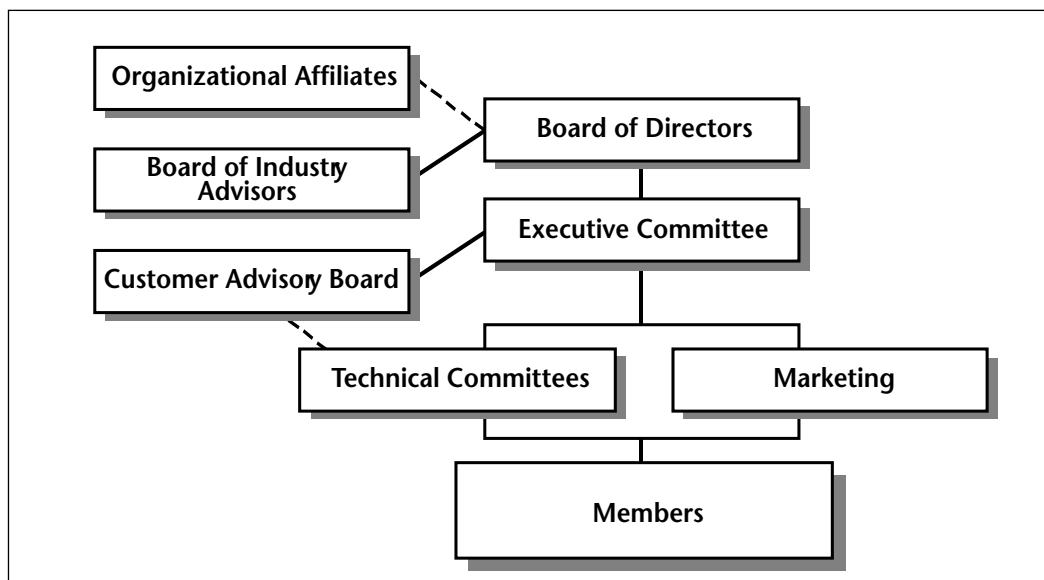 Organizational Affiliates
Board of Directors
Board of Industry
Advisors
Executive Committee
Customer Advisory Board
Technical Committees
Marketing
Members